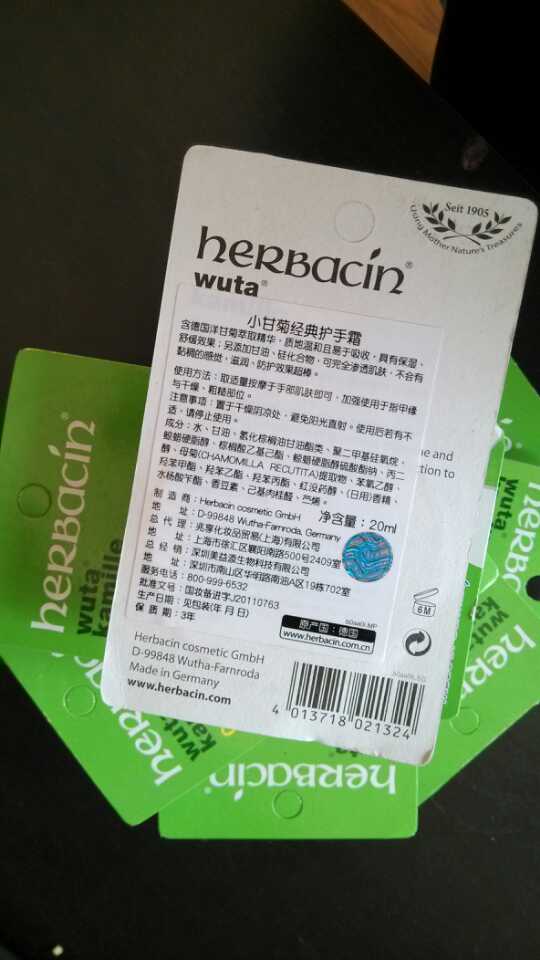 Seit 1905
Using Mother Nature's Treasures
herbacin®
wuta®
小甘菊经典护手霜
含德国洋甘菊萃取精华，质地温和且易于吸收，具有保湿、
舒缓效果；另添加甘油、硅化合物，可完全渗透肌肤，不会有
黏稠的感觉，滋润、防护效果超棒。
使用方法：取适量按摩于手部肌肤即可，加强使用于指甲缘
与干燥、粗糙部位。
注意事项：置于干燥阴凉处，避免阳光直射。使用后若有不
适，请停止使用。
成分：水、甘油、氢化棕榈油甘油酯类、聚二甲基硅氧烷、
鲸蜡硬脂醇、棕榈酸乙基己酯、鲸蜡硬脂醇硫酸酯钠、丙二
醇、母菊(CHAMOMILLA RECUTITA)提取物、苯氧乙醇、
羟苯甲酯、羟苯乙酯、羟苯丙酯、红没药醇、(日用)香精、
水杨酸苄酯、香豆素、己基肉桂醛、苧烯。
me and
ction to
净含量：20ml
制造商：Herbacin cosmetic GmbH
地址：D-99848 Wutha-Farnroda, Germany
总代理：兆享化妆品贸易(上海)有限公司
地址：上海市徐汇区襄阳南路500号2409室
总经销：深圳美益源生物科技有限公司
地址：深圳市南山区华明路南油A区19栋702室
服务电话：800-999-6532
批准文号：国妆备进字J20110763
生产日期：见包装(年月日)
保质期：3年
原产国：德国
www.herbacin.com.cn
6M
Herbacin cosmetic GmbH
D-99848 Wutha-Farnroda
Made in Germany
www.herbacin.com
4 013718 021324
herbacin®
wuta®
kamille
herbacin
wuta
herbacin
wuta
herbacin
wuta®